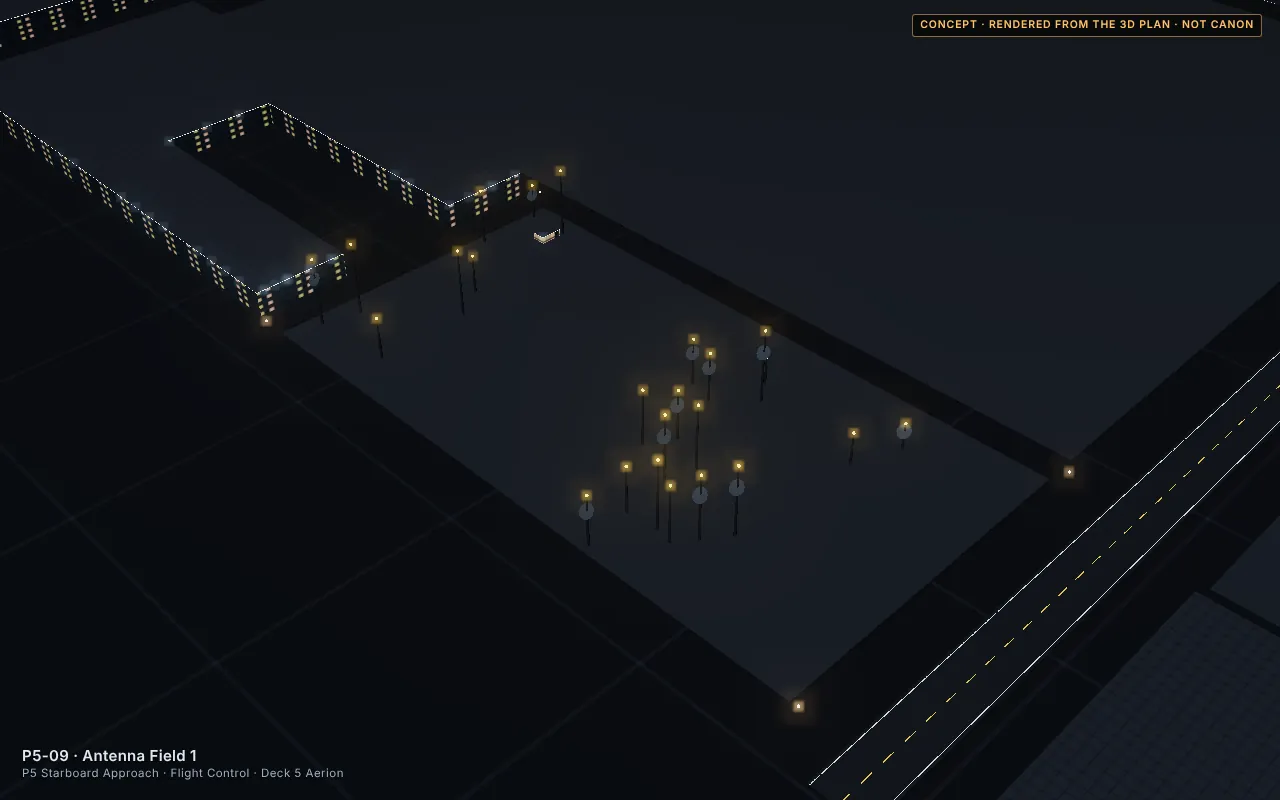 CONCEPT · RENDERED FROM THE 3D PLAN · NOT CANON
P5-09 · Antenna Field 1
P5 Starboard Approach · Flight Control · Deck 5 Aerion